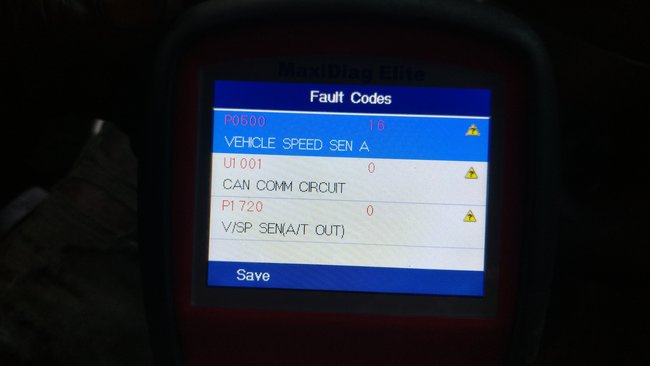 MaxiDiag Elite
Fault Codes
P0500 16
VEHICLE SPEED SEN A
U1001 0
CAN COMM CIRCUIT
P1720 0
V/SP SEN(A/T OUT)
Save